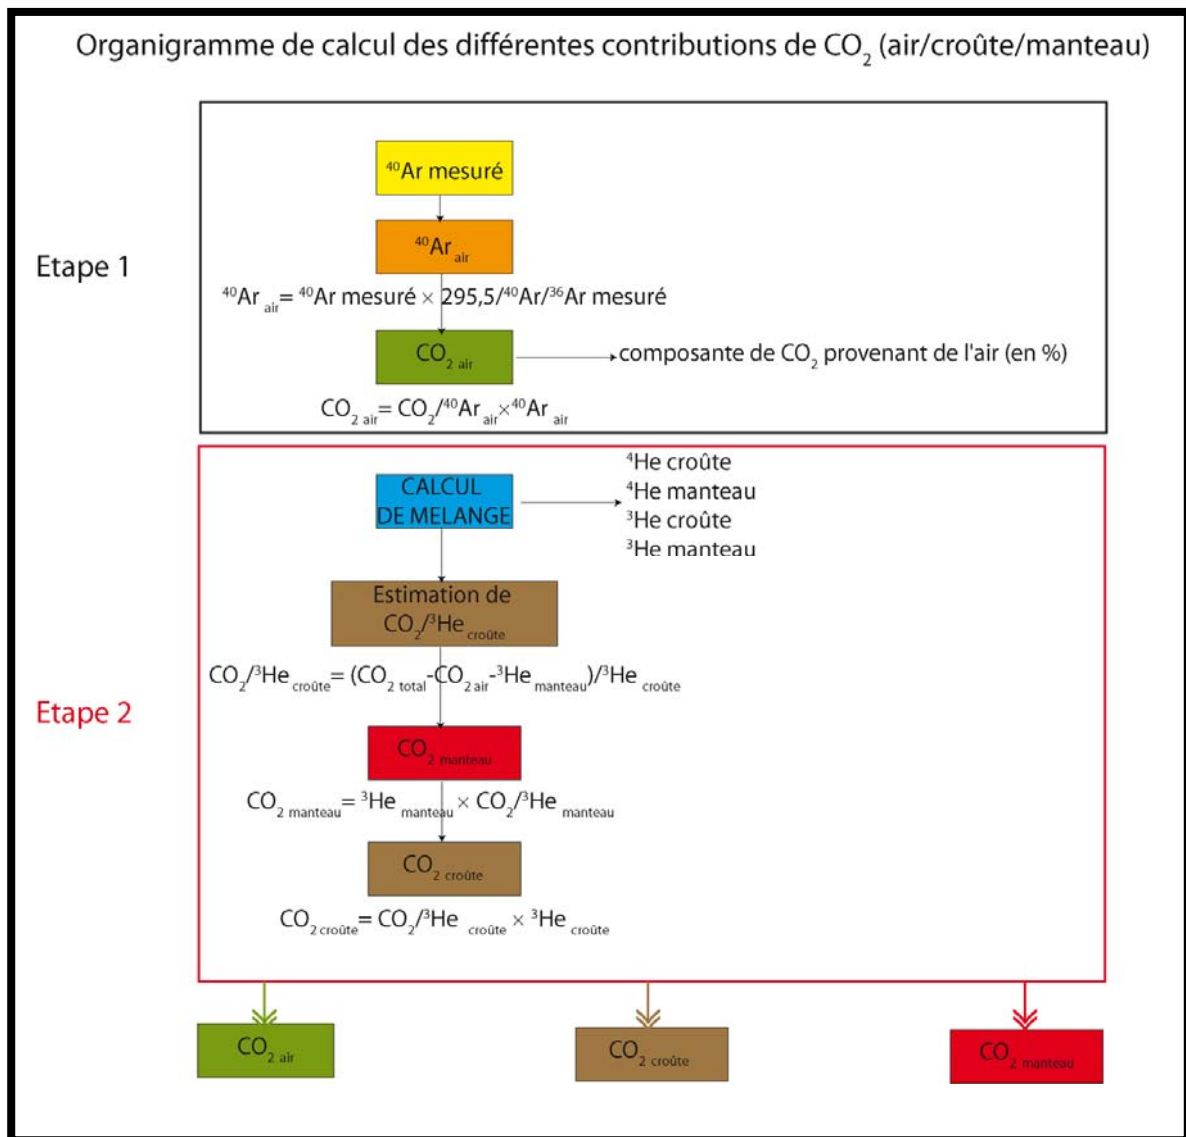 Organigramme de calcul des différentes contributions de CO₂ (air/croûte/manteau)
Etape 1
⁴⁰Ar mesuré
⁴⁰Ar air
⁴⁰Ar air= ⁴⁰Ar mesuré × 295,5/⁴⁰Ar/³⁶Ar mesuré
CO₂ air
composante de CO₂ provenant de l'air (en %)
CO₂ air= CO₂/⁴⁰Ar air×⁴⁰Ar air
Etape 2
CALCUL
DE MELANGE
⁴He croûte
⁴He manteau
³He croûte
³He manteau
Estimation de
CO₂/³He croûte
CO₂/³He croûte= (CO₂ total-CO₂ air-³He manteau)/³He croûte
CO₂ manteau
CO₂ manteau= ³He manteau × CO₂/³He manteau
CO₂ croûte
CO₂ croûte= CO₂/³He croûte × ³He croûte
CO₂ air
CO₂ croûte
CO₂ manteau